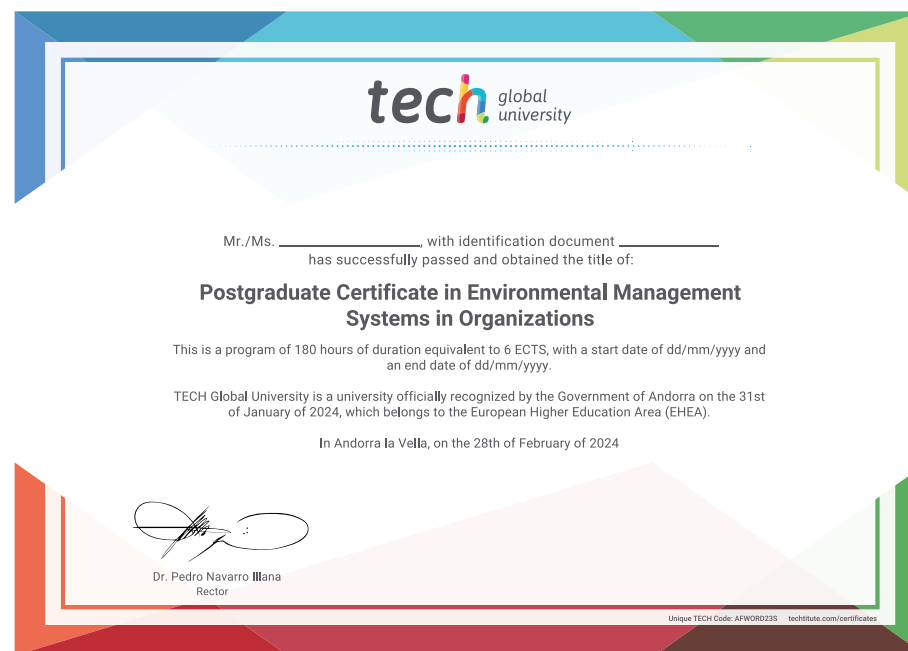 tech global university
Mr./Ms. ______________, with identification document __________
has successfully passed and obtained the title of:
Postgraduate Certificate in Environmental Management
Systems in Organizations
This is a program of 180 hours of duration equivalent to 6 ECTS, with a start date of dd/mm/yyyy and
an end date of dd/mm/yyyy.
TECH Global University is a university officially recognized by the Government of Andorra on the 31st
of January of 2024, which belongs to the European Higher Education Area (EHEA).
In Andorra la Vella, on the 28th of February of 2024
Dr. Pedro Navarro Illana
Rector
Unique TECH Code: AFWORD23S techtitute.com/certificates